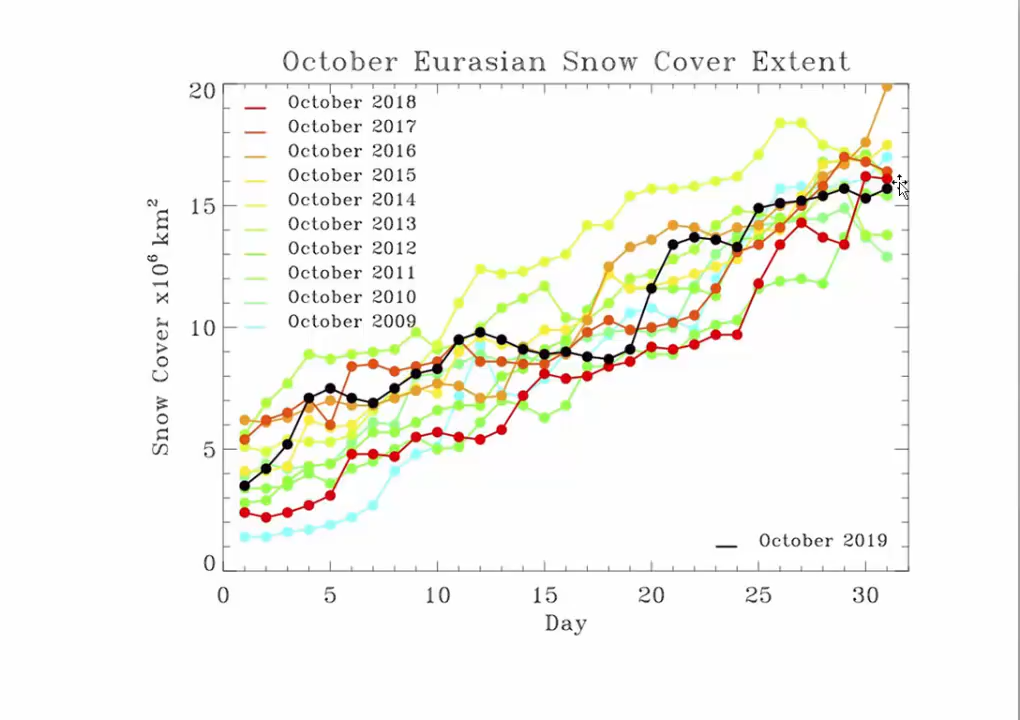 October Eurasian Snow Cover Extent
20
15
10
5
0
Snow Cover x10⁶ km²
October 2018
October 2017
October 2016
October 2015
October 2014
October 2013
October 2012
October 2011
October 2010
October 2009
October 2019
0 5 10 15 20 25 30
Day